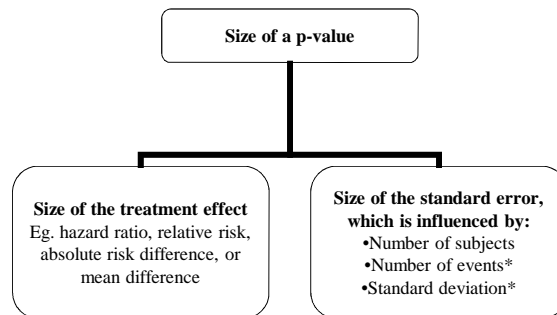 Size of a p-value
Size of the treatment effect
Eg. hazard ratio, relative risk,
absolute risk difference, or
mean difference
Size of the standard error,
which is influenced by:
•Number of subjects
•Number of events*
•Standard deviation*